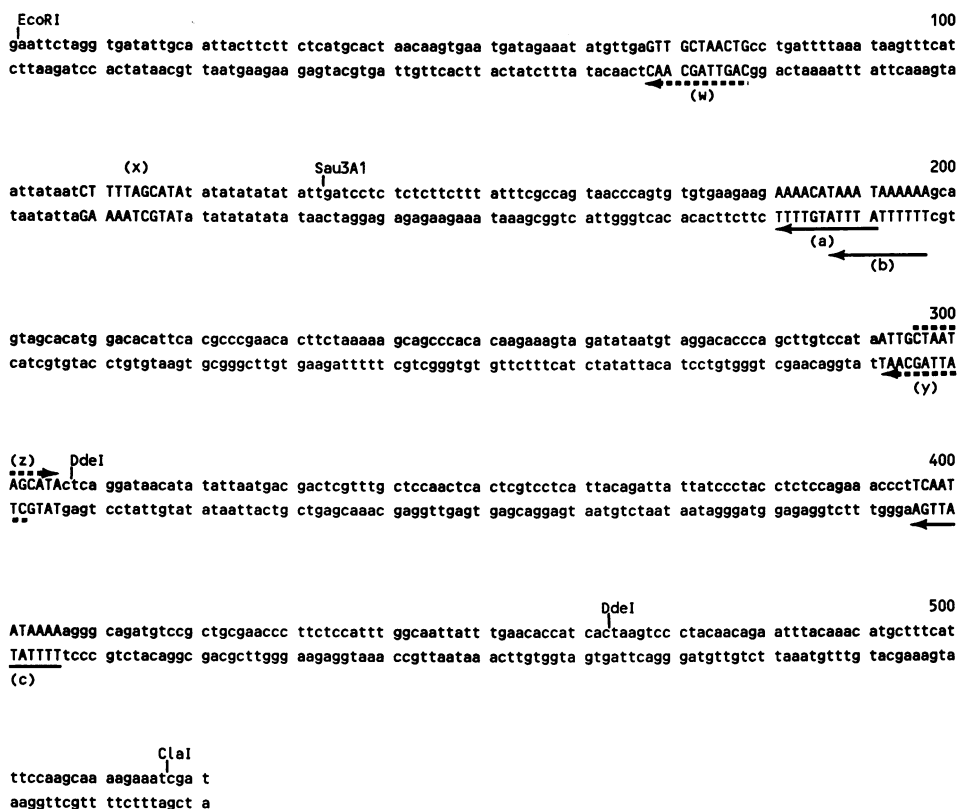 EcoRI 100
gaattctagg tgatattgca attacttctt ctcatgcact aacaagtgaa tgatagaaat atgttgaGTT GCTAACTGcc tgattttaaa taagtttcat
cttaagatcc actataacgt taatgaagaa gagtacgtga ttgttcactt actatcttta tacaactCAA CGATTGACgg actaaaattt attcaaagta
(w)
(x) Sau3A1 200
attataatCT TTTAGCATAt atatatatat attgatcctc tctcttcttt atttcgccag taacccagtg tgtgaagaag AAAACATAAA TAAAAAAgca
taatattaGA AAATCGTATa tatatatata taactaggag agagaagaaa taaagcggtc attgggtcac acacttcttc TTTTGTATTT ATTTTTTcgt
(a)
(b)
300
gtagcacatg gacacattca cgcccgaaca cttctaaaaa gcagcccaca caagaaagta gatataatgt aggacaccca gcttgtccat aATTGCTAAT
catcgtgtac ctgtgtaagt gcgggcttgt gaagattttt cgtcgggtgt gttctttcat ctatattaca tcctgtgggt cgaacaggta tTAACGATTA
(y)
(z) DdeI 400
AGCATActca ggataacata tattaatgac gactcgtttg ctccaactca ctcgtcctca ttacagatta ttatccctac ctctccagaa acccctTCAAT
TCGTATgagt cctattgtat ataattactg ctgagcaaac gaggttgagt gagcaggagt aatgtctaat aatagggatg gagaggtctt tgggaAGTTA
DdeI 500
ATAAAAaggg cagatgtccg ctgcgaaccc ttctccattt ggcaattatt tgaacaccat cactaagtcc ctacaacaga atttacaaac atgctttcat
TATTTTtccc gtctacaggc gacgcttggg aagaggtaaa ccgttaataa acttgtggta gtgattcagg gatgttgtct taaatgtttg tacgaaagta
(c)
ClaI
ttccaagcaa aagaaatcga t
aaggttcgtt ttctttagct a